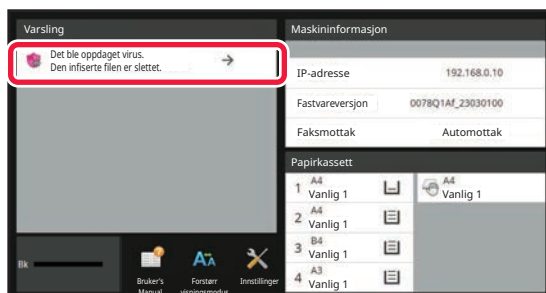 Varsling
Det ble oppdaget virus.
Den infiserte filen er slettet.
Maskininformasjon
IP-adresse 192.168.0.10
Fastvareversjon 0078Q1Af_23030100
Faksmottak Automottak
Papirkassett
1 A4
Vanlig 1
A4
Vanlig 1
2 A4
Vanlig 1
3 B4
Vanlig 1
4 A3
Vanlig 1
Bk
Bruker's
Manual
Forstørr
visningsmodus
Innstillinger